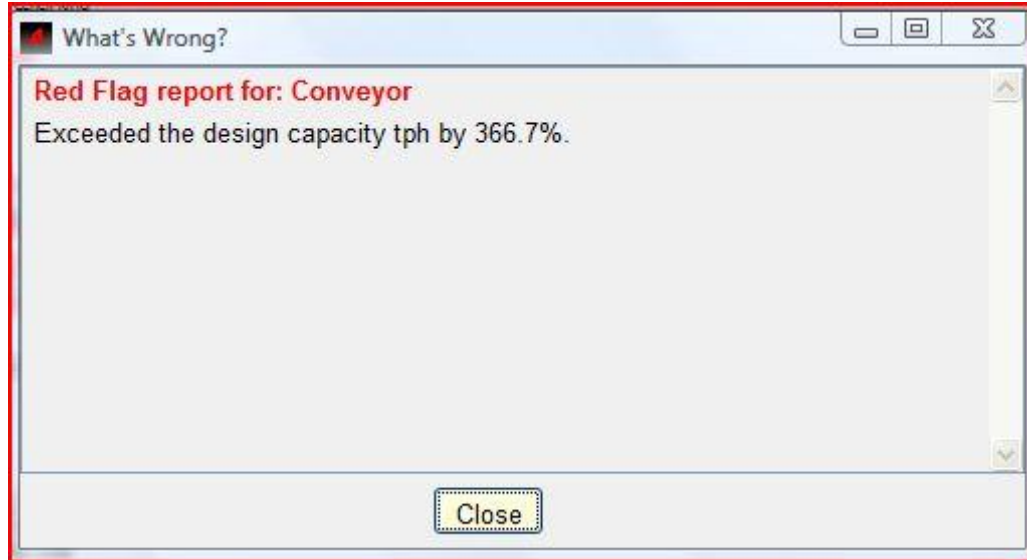 What's Wrong?
Red Flag report for: Conveyor
Exceeded the design capacity tph by 366.7%.
Close